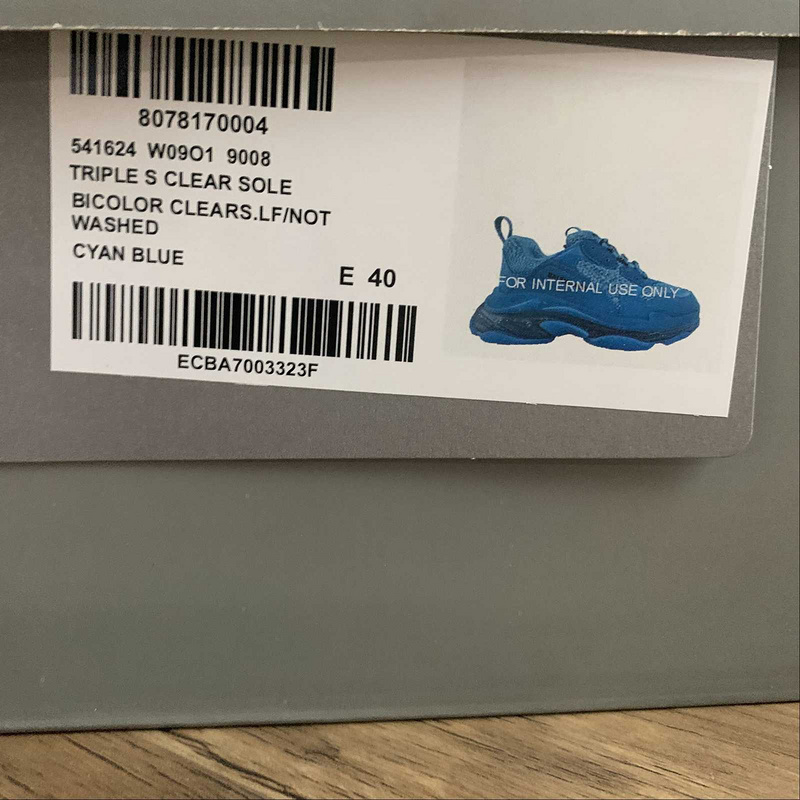 8078170004
541624 W09O1 9008
TRIPLE S CLEAR SOLE
BICOLOR CLEARS.LF/NOT
WASHED
CYAN BLUE
E 40
ECBA7003323F
FOR INTERNAL USE ONLY